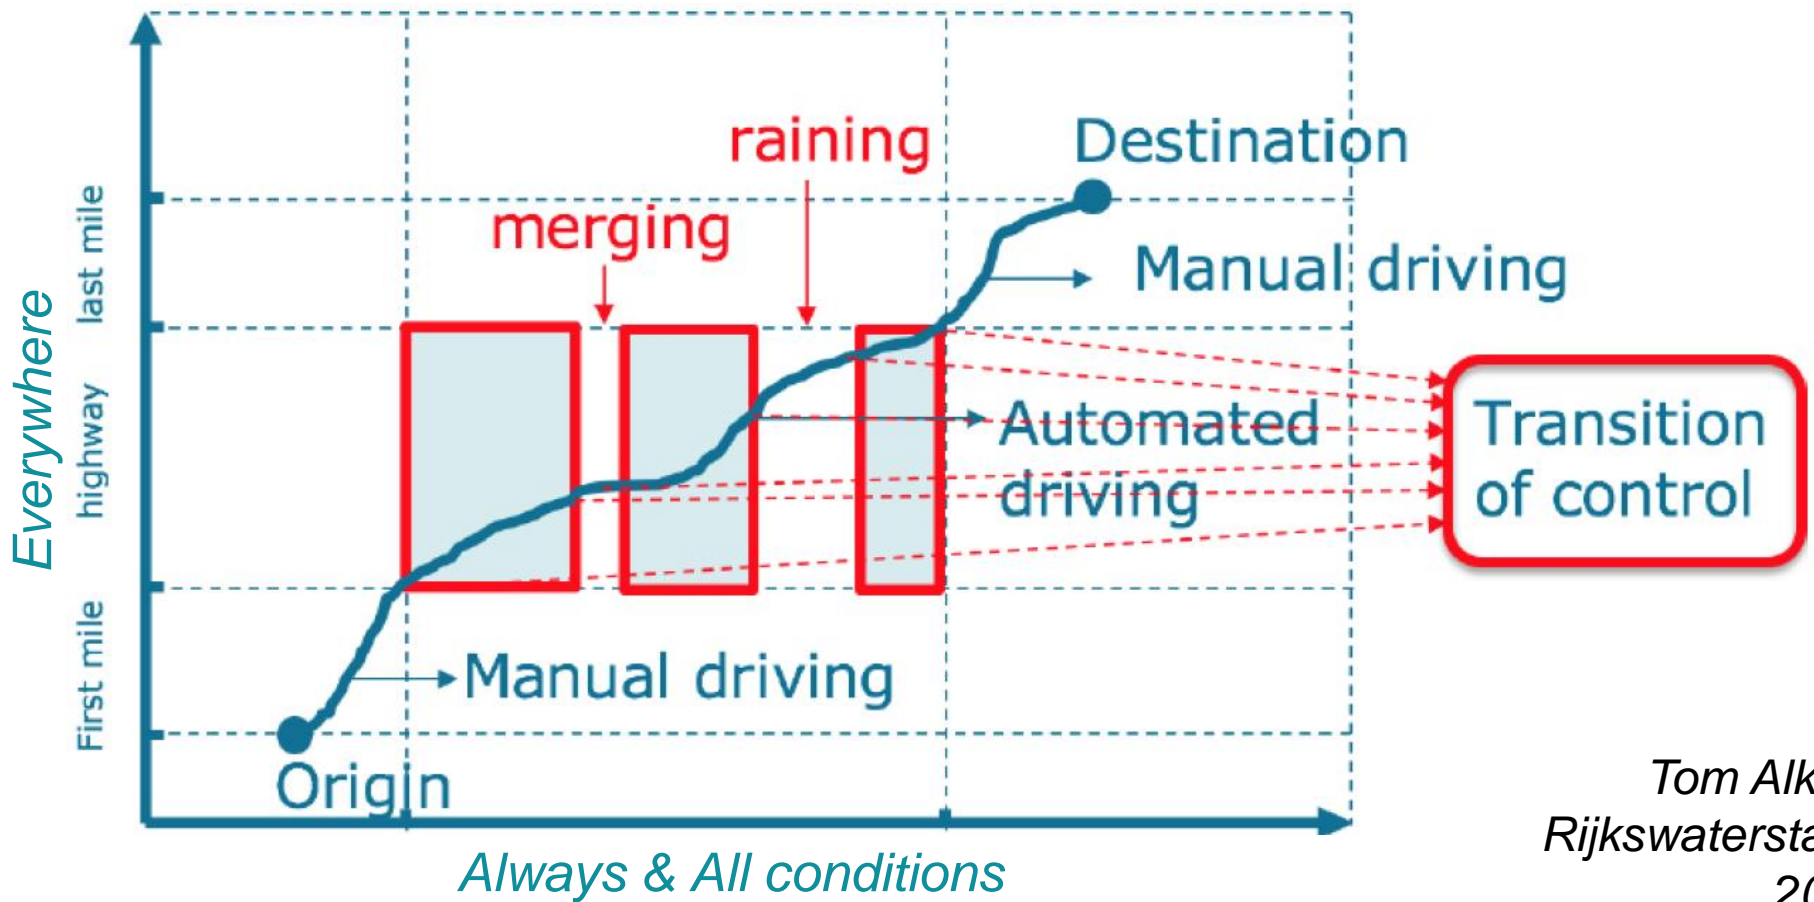 raining
Destination
merging
Manual driving
last mile
Everywhere
highway
Automated
driving
Transition
of control
First mile
Manual driving
Origin
Tom
Always & All conditions